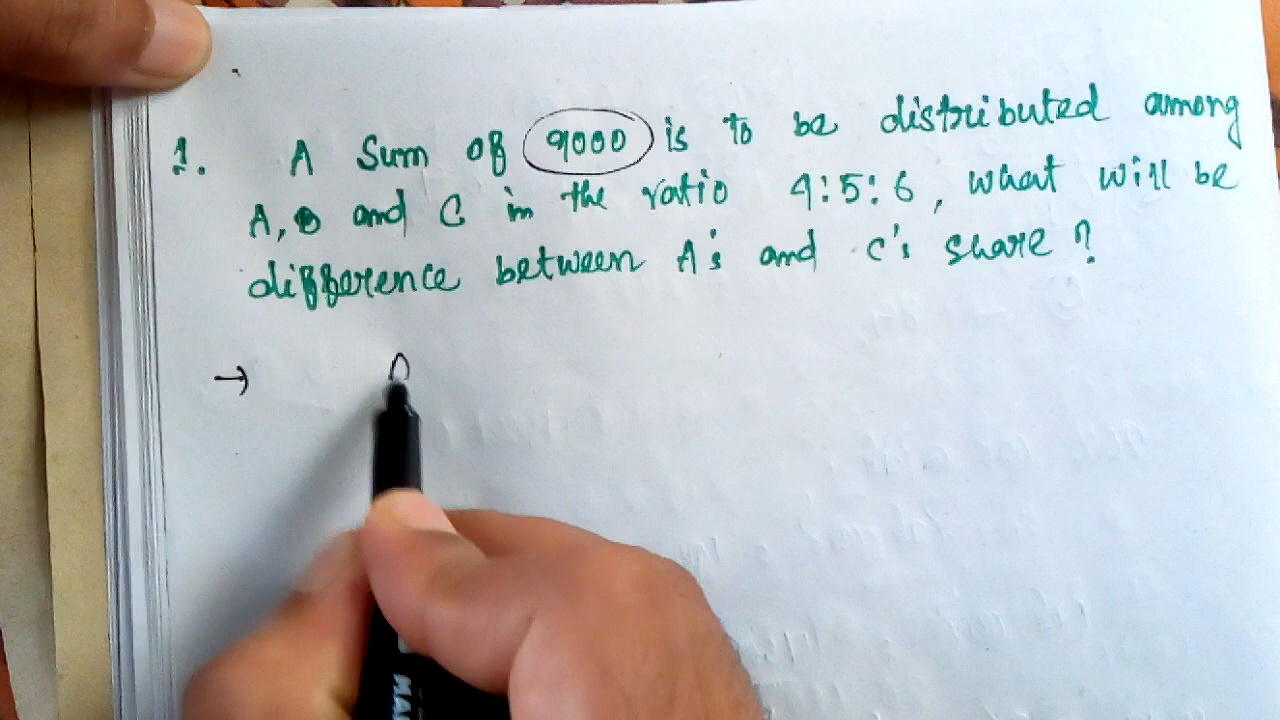 1. A Sum of 9000 is to be distributed among
A, B and C in the ratio 4:5:6, what will be
difference between A's and C's share ?
→ A
MAR